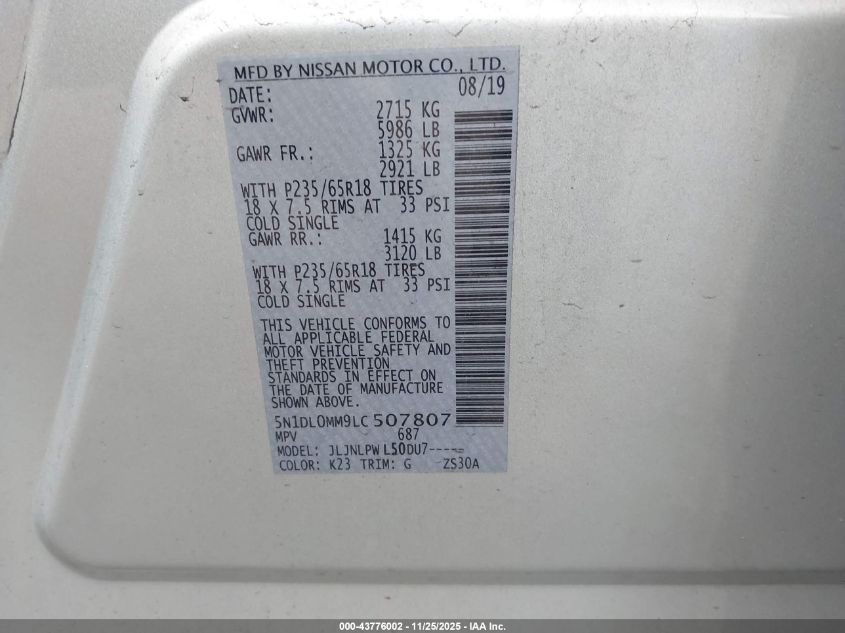 MFD BY NISSAN MOTOR CO., LTD.
DATE: 08/19
GVWR: 2715 KG
5986 LB
GAWR FR.: 1325 KG
2921 LB
WITH P235/65R18 TIRES
18 X 7.5 RIMS AT 33 PSI
COLD SINGLE
GAWR RR.: 1415 KG
3120 LB
WITH P235/65R18 TIRES
18 X 7.5 RIMS AT 33 PSI
COLD SINGLE
THIS VEHICLE CONFORMS TO
ALL APPLICABLE FEDERAL
MOTOR VEHICLE SAFETY AND
THEFT PREVENTION
STANDARDS IN EFFECT ON
THE DATE OF MANUFACTURE
SHOWN ABOVE.
5N1DL0MM9LC507807
MPV 687
MODEL: JLJNLPW L50DU7-----
COLOR: K23 TRIM: G ZS30A
000-43776002 - 11/25/2025 - IAA Inc.